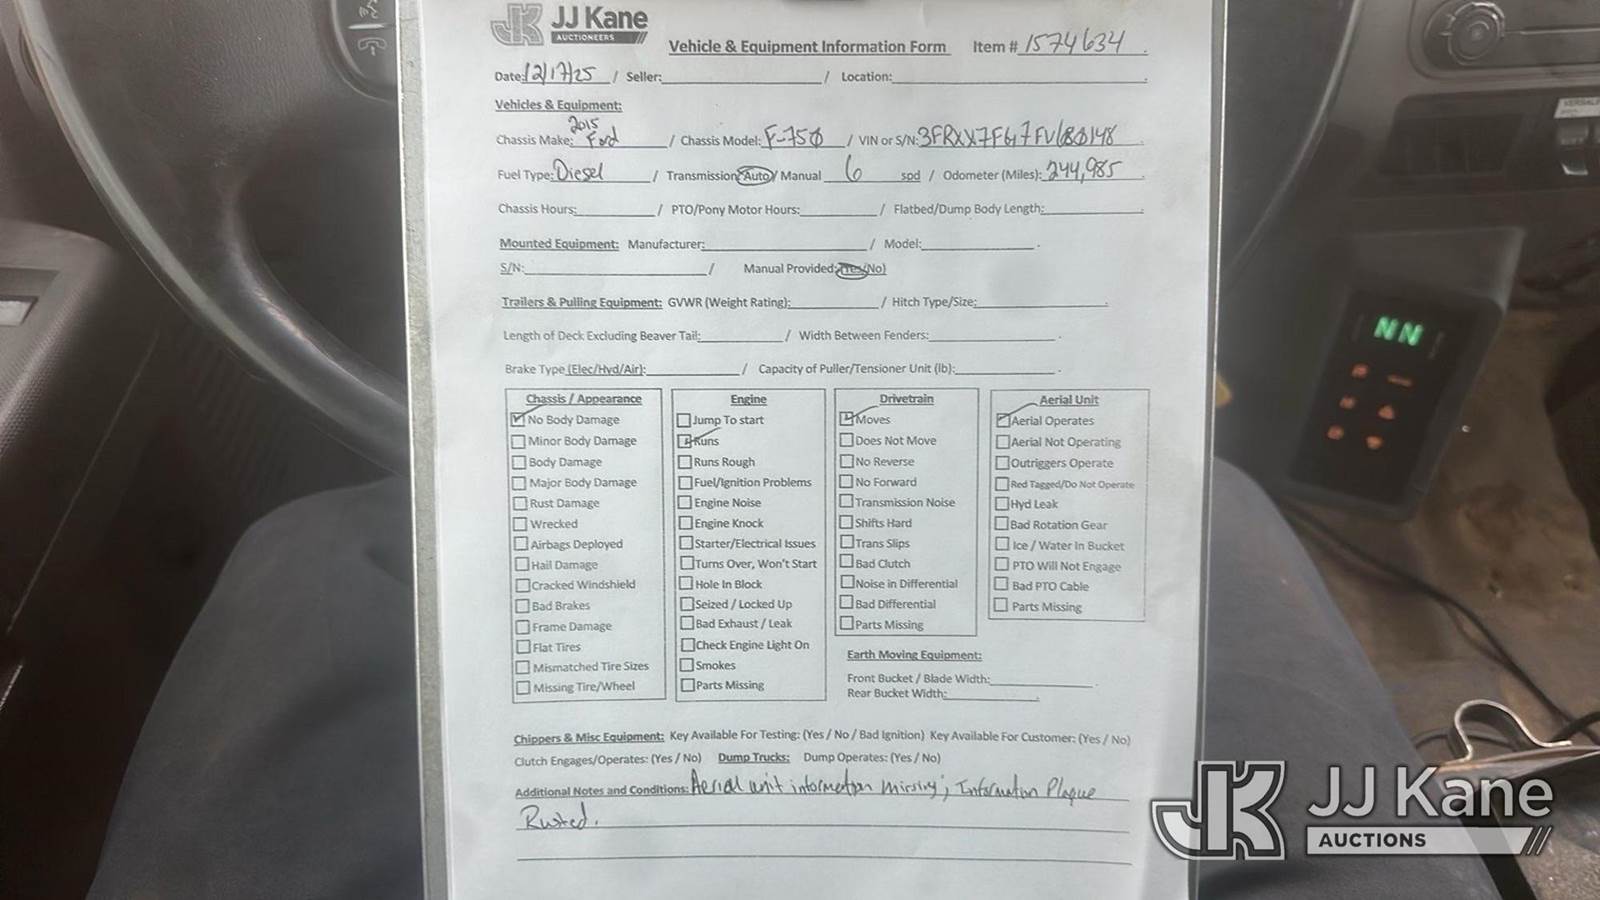 JJ Kane
AUCTIONEERS
Vehicle & Equipment Information Form Item # 1574634
Date: 12/17/25 / Seller: / Location:
Vehicles & Equipment:
2015
Chassis Make: Ford / Chassis Model: F-750 / VIN or S/N:
Fuel Type: Diesel / Transmission: Auto / Manual 6 spd / Odometer (Miles): 244,985
Chassis Hours: / PTO/Pony Motor Hours: / Flatbed/Dump Body Length:
Mounted Equipment: Manufacturer: / Model: .
S/N: / Manual Provided: (Yes/No)
Trailers & Pulling Equipment: GVWR (Weight Rating): / Hitch Type/Size: .
Length of Deck Excluding Beaver Tail: / Width Between Fenders: .
Brake Type (Elec/Hyd/Air): / Capacity of Puller/Tensioner Unit (lb): .
Chassis / Appearance
No Body Damage
Minor Body Damage
Body Damage
Major Body Damage
Rust Damage
Wrecked
Airbags Deployed
Hail Damage
Cracked Windshield
Bad Brakes
Frame Damage
Flat Tires
Mismatched Tire Sizes
Missing Tire/Wheel
Engine
Jump To start
Runs
Runs Rough
Fuel/Ignition Problems
Engine Noise
Engine Knock
Starter/Electrical Issues
Turns Over, Won't Start
Hole In Block
Seized / Locked Up
Bad Exhaust / Leak
Check Engine Light On
Smokes
Parts Missing
Drivetrain
Moves
Does Not Move
No Reverse
No Forward
Transmission Noise
Shifts Hard
Trans Slips
Bad Clutch
Noise in Differential
Bad Differential
Parts Missing
Aerial Unit
Aerial Operates
Aerial Not Operating
Outriggers Operate
Red Tagged/Do Not Operate
Hyd Leak
Bad Rotation Gear
Ice / Water In Bucket
PTO Will Not Engage
Bad PTO Cable
Parts Missing
Earth Moving Equipment:
Front Bucket / Blade Width: .
Rear Bucket Width: .
Chippers & Misc Equipment: Key Available For Testing: (Yes / No / Bad Ignition) Key Available For Customer: (Yes / No)
Clutch Engages/Operates: (Yes / No) Dump Trucks: Dump Operates: (Yes / No)
Additional Notes and Conditions: Aerial unit information missing; Information Plaque
Rusted.
NN
JJ Kane
AUCTIONS